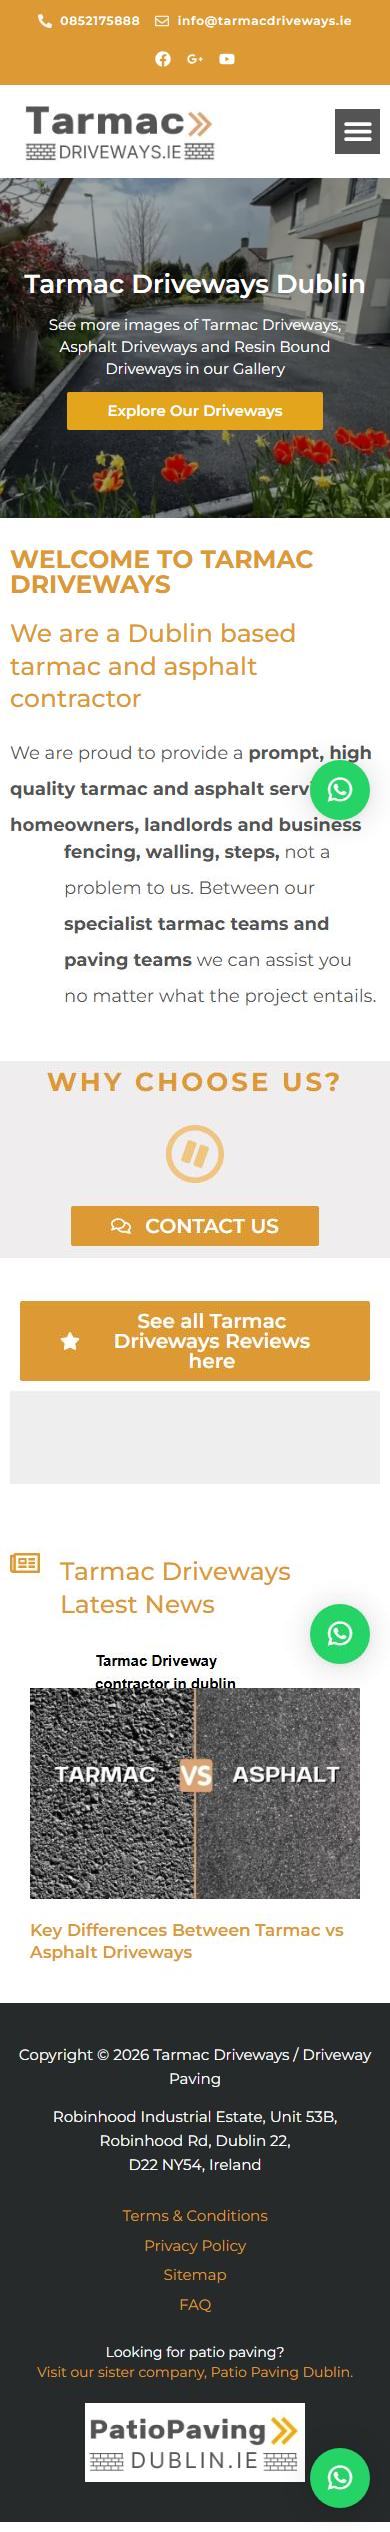 0852175888 info@tarmacdriveways.ie
Tarmac
DRIVEWAYS.IE
Tarmac Driveways Dublin
See more images of Tarmac Driveways,
Asphalt Driveways and Resin Bound
Driveways in our Gallery
Explore Our Driveways
WELCOME TO TARMAC
DRIVEWAYS
We are a Dublin based
tarmac and asphalt
contractor
We are proud to provide a prompt, high
quality tarmac and asphalt
homeowners, landlords and business
fencing, walling, steps, not a
problem to us. Between our
specialist tarmac teams and
paving teams we can assist you
no matter what the project entails.
WHY CHOOSE US?
CONTACT US
See all Tarmac
Driveways Reviews
here
Tarmac Driveways
Latest News
Tarmac Driveway
contractor in dublin
TARMAC VS ASPHALT
Key Differences Between Tarmac vs
Asphalt Driveways
Copyright © 2026 Tarmac Driveways / Driveway
Paving
Robinhood Industrial Estate, Unit 53B,
Robinhood Rd, Dublin 22,
D22 NY54, Ireland
Terms & Conditions
Privacy Policy
Sitemap
FAQ
Looking for patio paving?
Visit our sister company, Patio Paving Dublin.
PatioPaving
DUBLIN.IE